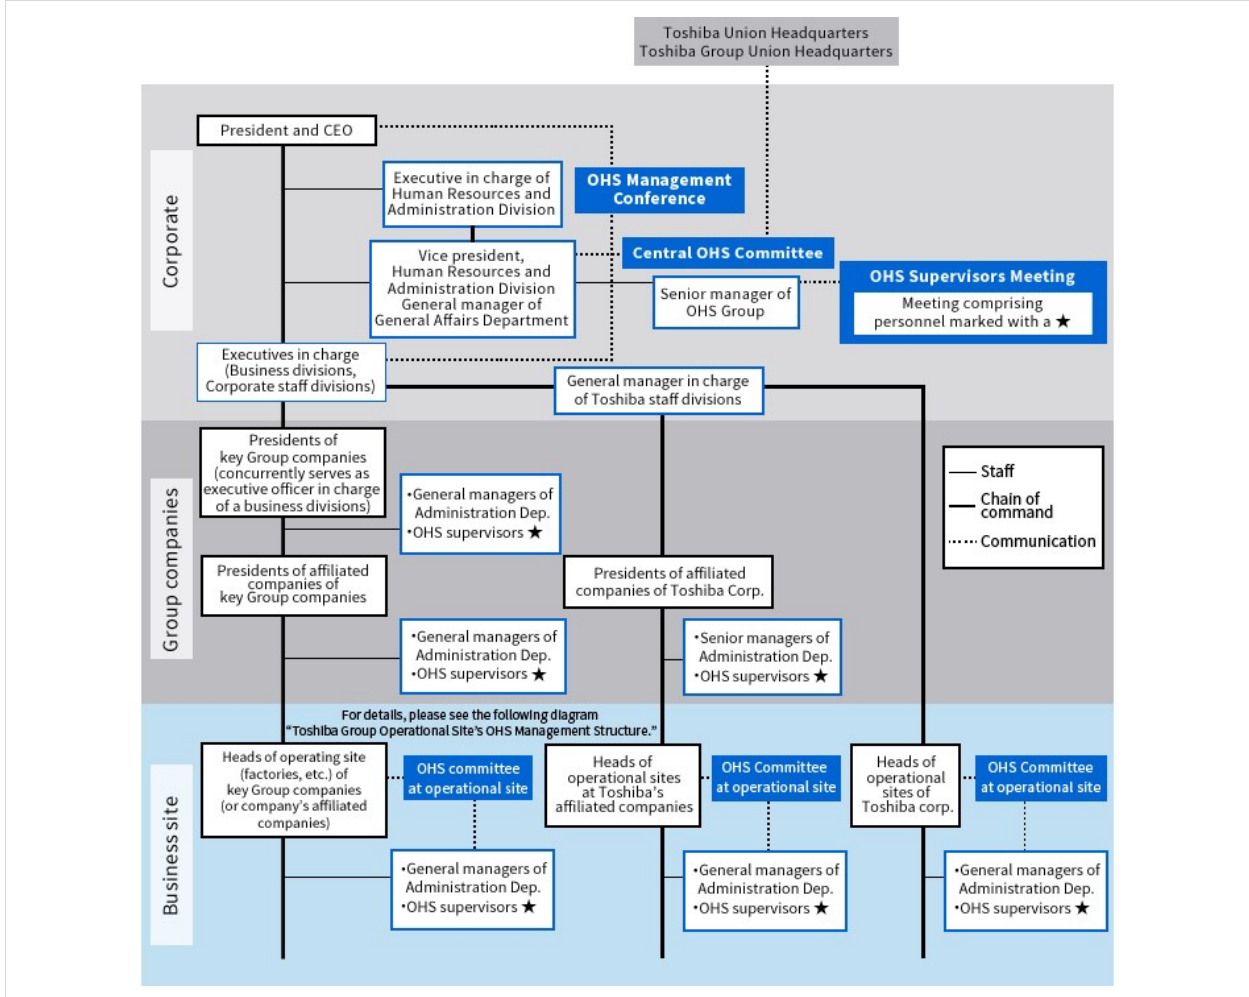 Toshiba Union Headquarters
Toshiba Group Union Headquarters
Corporate
President and CEO
Executive in charge of
Human Resources and
Administration Division
OHS Management
Conference
Vice president,
Human Resources and
Administration Division
General manager of
General Affairs Department
Central OHS Committee
Senior manager of
OHS Group
OHS Supervisors Meeting
Meeting comprising
personnel marked with a ★
Executives in charge
(Business divisions,
Corporate staff divisions)
General manager in charge
of Toshiba staff divisions
Group companies
Presidents of
key Group companies
(concurrently serves as
executive officer in charge
of a business divisions)
•General managers of
Administration Dep.
•OHS supervisors ★
Staff
Chain of
command
Communication
Presidents of affiliated
companies of
key Group companies
Presidents of affiliated
companies of Toshiba Corp.
•General managers of
Administration Dep.
•OHS supervisors ★
•Senior managers of
Administration Dep.
•OHS supervisors ★
For details, please see the following diagram
“Toshiba Group Operational Site’s OHS Management Structure.”
Business site
Heads of operating site
(factories, etc.) of
key Group companies
(or company’s affiliated
companies)
OHS committee
at operational site
Heads of
operational sites
at Toshiba’s
affiliated companies
OHS Committee
at operational site
Heads of
operational
sites of
Toshiba corp.
OHS Committee
at operational site
•General managers of
Administration Dep.
•OHS supervisors ★
•General managers of
Administration Dep.
•OHS supervisors ★
•General managers of
Administration Dep.
•OHS supervisors ★